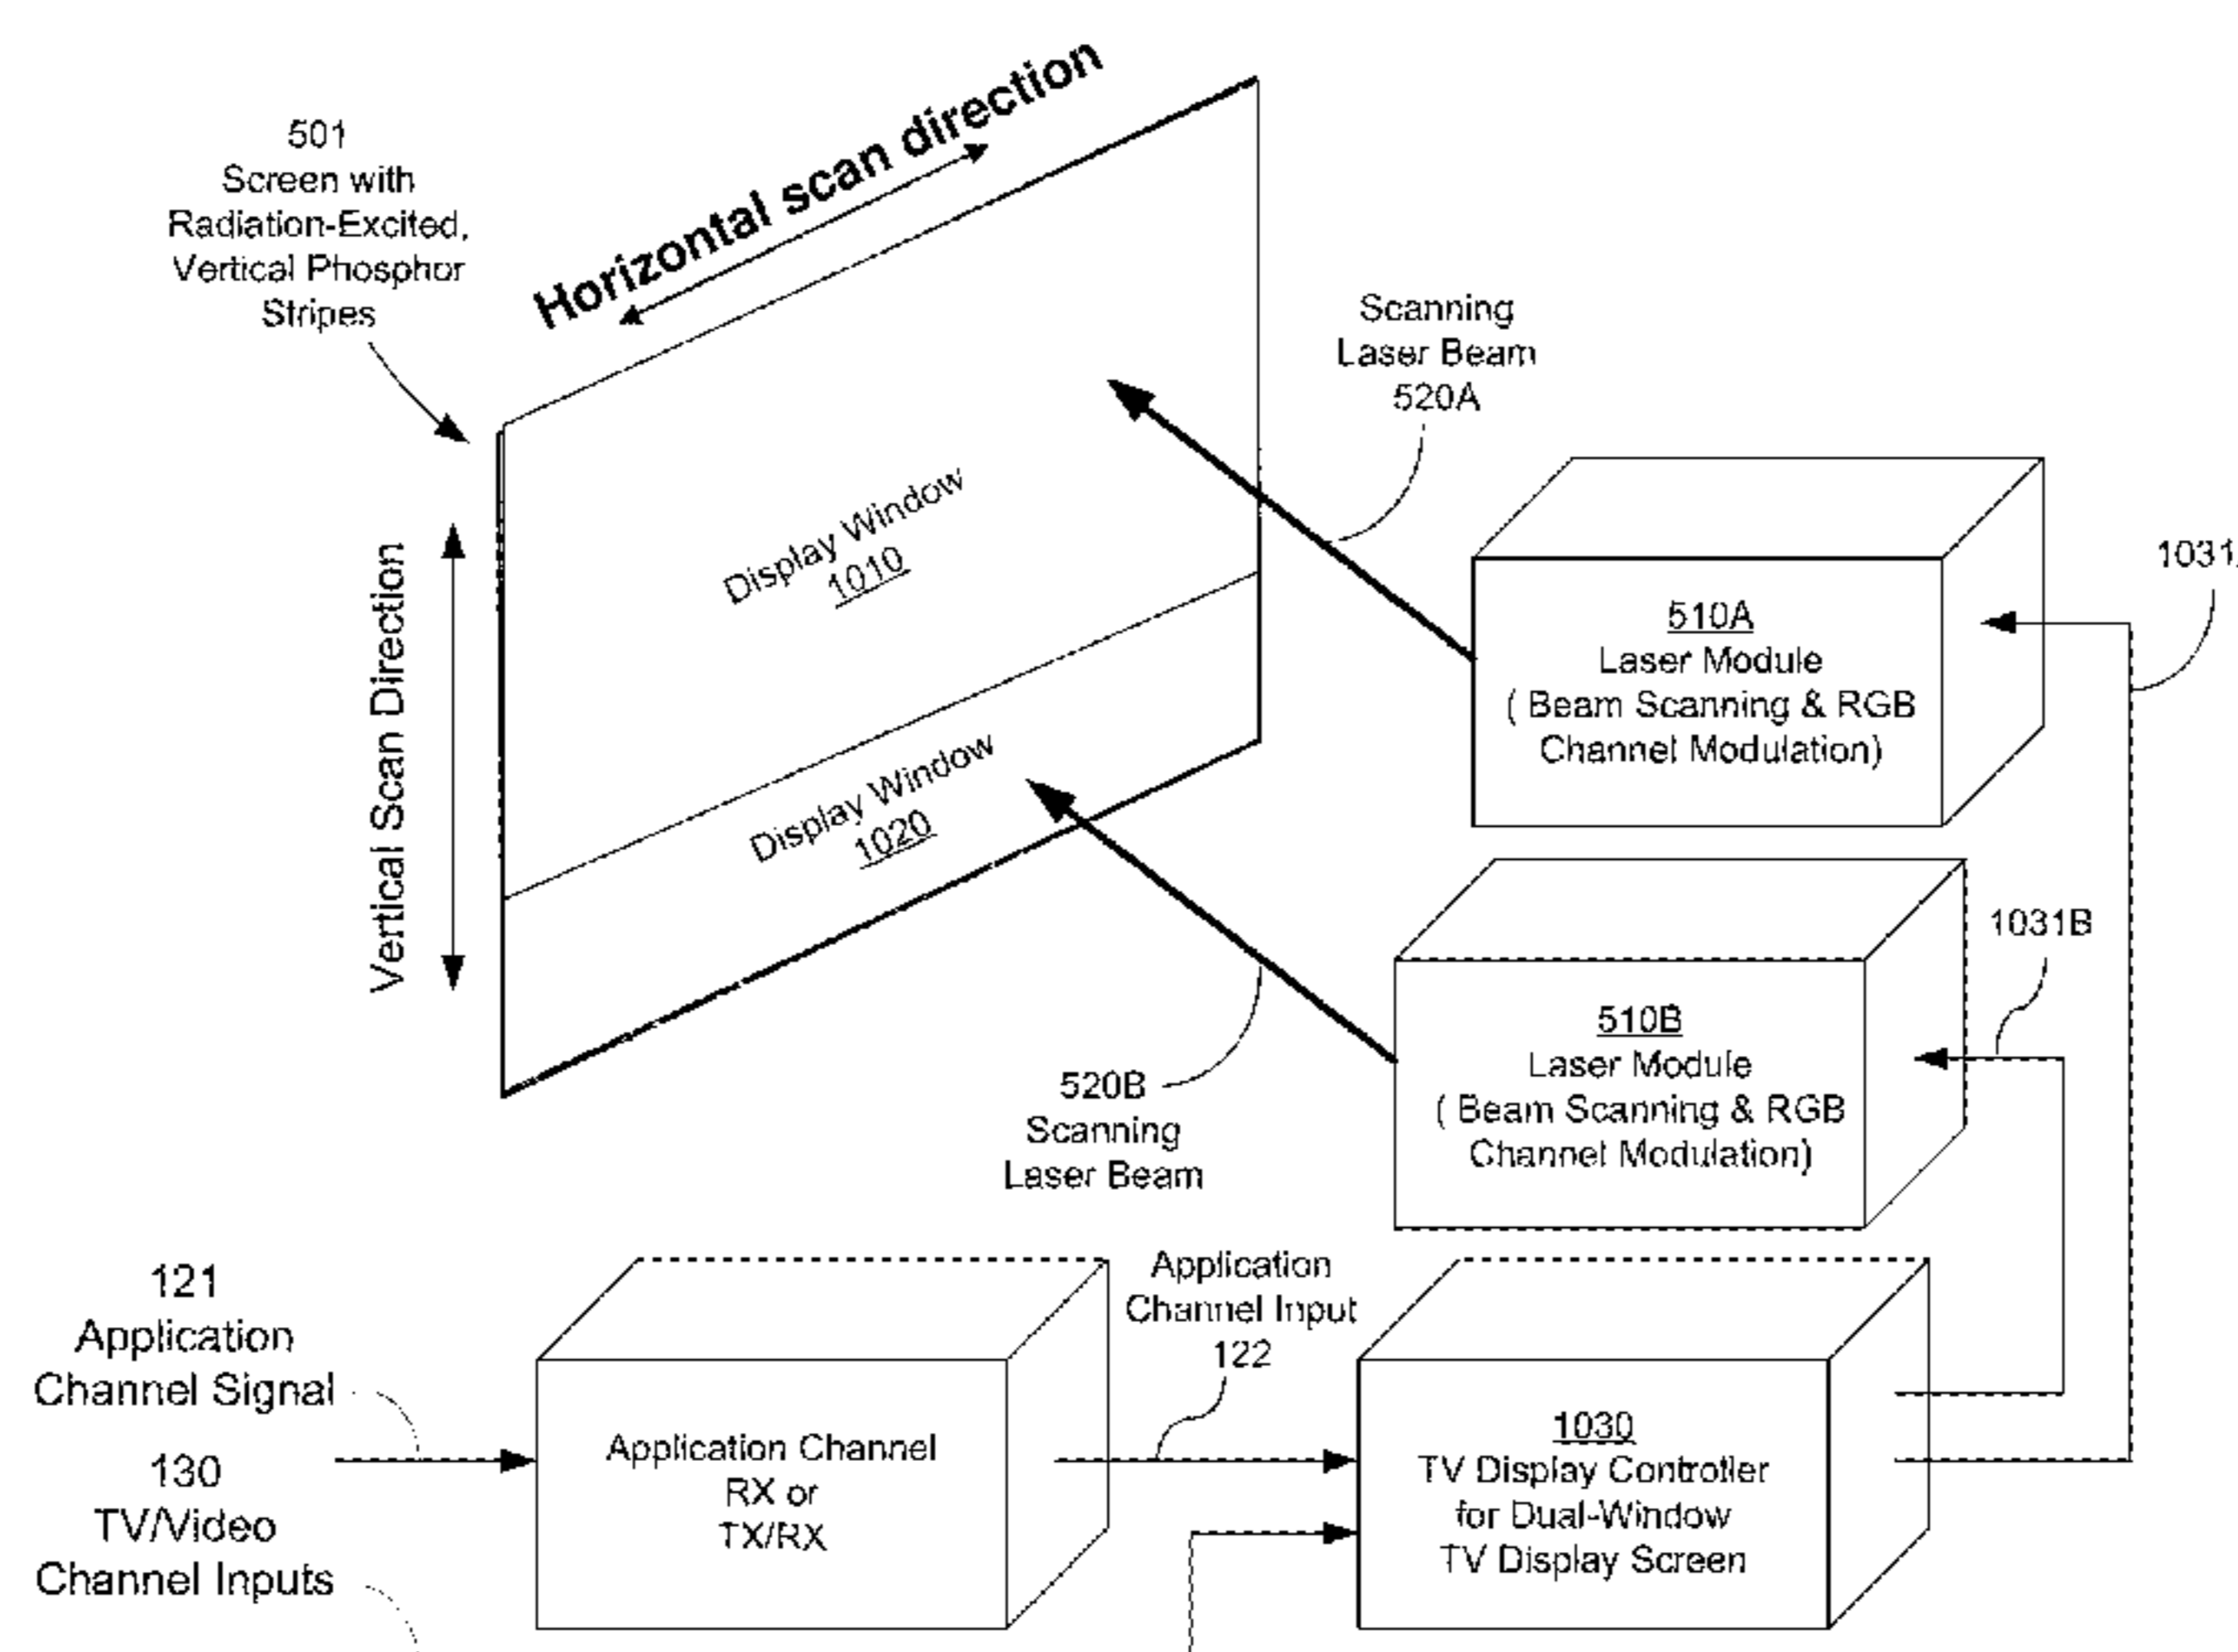 Horizontal scan direction
501
Screen with
Radiation-Excited,
Vertical Phosphor
Stripes
Scanning
Laser Beam
520A
Vertical Scan Direction
Display Window
1010
Display Window
1020
510A
Laser Module
( Beam Scanning & RGB
Channel Modulation)
1031
1031B
510B
Laser Module
( Beam Scanning & RGB
Channel Modulation)
520B
Scanning
Laser Beam
121
Application
Channel Signal
130
TV/Video
Channel Inputs
Application Channel
RX or
TX/RX
Application
Channel Input
122
1030
TV Display Controller
for Dual-Window
TV Display Screen